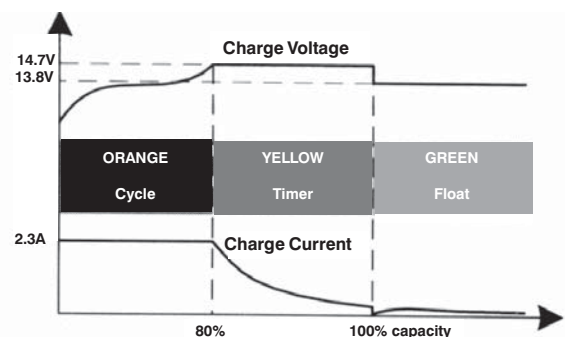 Charge Voltage
14.7V
13.8V
ORANGE YELLOW GREEN
Cycle Timer Float
2.3A
Charge Current
80% 100% capacity